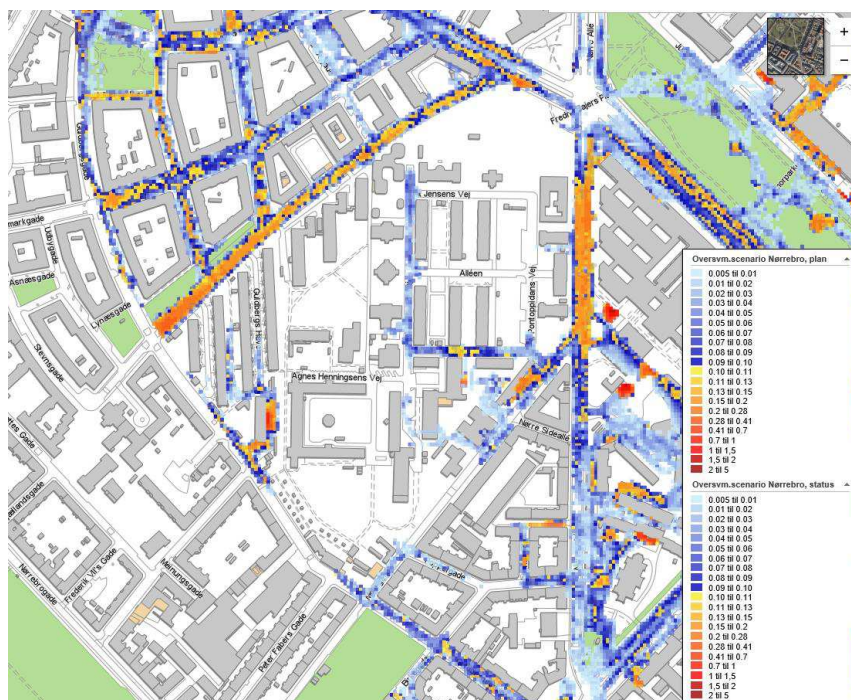 +
−
Jensens Vej
Alléen
Pontoppidans Vej
Guldbergsgade
markgade
Udbygade
Asnæsgade
Lynæsgade
Stevnsgade
Agnes Henningsens Vej
Nørre Sideallé
Nørrebrogade
Frederik VII's Gade
Meinungsgade
Peter Fabers Gade
Oversvm.scenario Nørrebro, plan
0.005 til 0.01
0.01 til 0.02
0.02 til 0.03
0.03 til 0.04
0.04 til 0.05
0.05 til 0.06
0.06 til 0.07
0.07 til 0.08
0.08 til 0.09
0.09 til 0.10
0.10 til 0.11
0.11 til 0.13
0.13 til 0.15
0.15 til 0.2
0.2 til 0.28
0.28 til 0.41
0.41 til 0.7
0.7 til 1
1 til 1,5
1,5 til 2
2 til 5
Oversvm.scenario Nørrebro, status
0.005 til 0.01
0.01 til 0.02
0.02 til 0.03
0.03 til 0.04
0.04 til 0.05
0.05 til 0.06
0.06 til 0.07
0.07 til 0.08
0.08 til 0.09
0.09 til 0.10
0.10 til 0.11
0.11 til 0.13
0.13 til 0.15
0.15 til 0.2
0.2 til 0.28
0.28 til 0.41
0.41 til 0.7
0.7 til 1
1 til 1,5
1,5 til 2
2 til 5